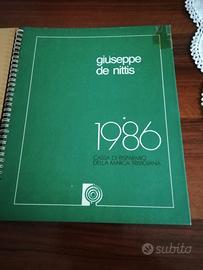 giuseppe
de nittis
1986
CASSA DI RISPARMIO
DELLA MARCA TRIVIGIANA
subito